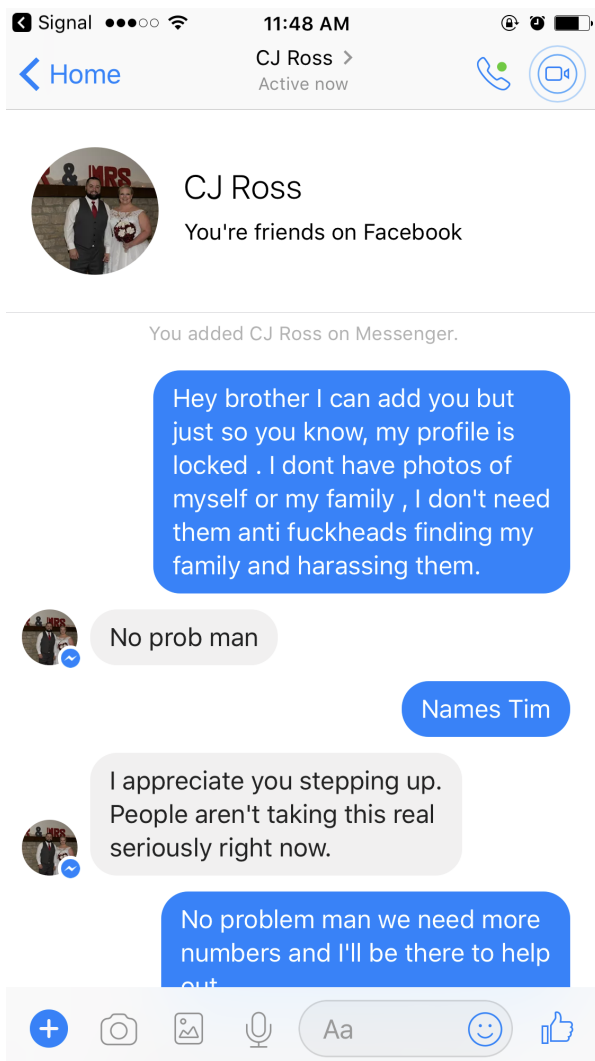 Signal
11:48 AM
Home
CJ Ross
Active now
& MRS
CJ Ross
You're friends on Facebook
You added CJ Ross on Messenger.
Hey brother I can add you but
just so you know, my profile is
locked . I dont have photos of
myself or my family , I don't need
them anti fuckheads finding my
family and harassing them.
No prob man
Names Tim
I appreciate you stepping up.
People aren't taking this real
seriously right now.
No problem man we need more
numbers and I'll be there to help
out
Aa